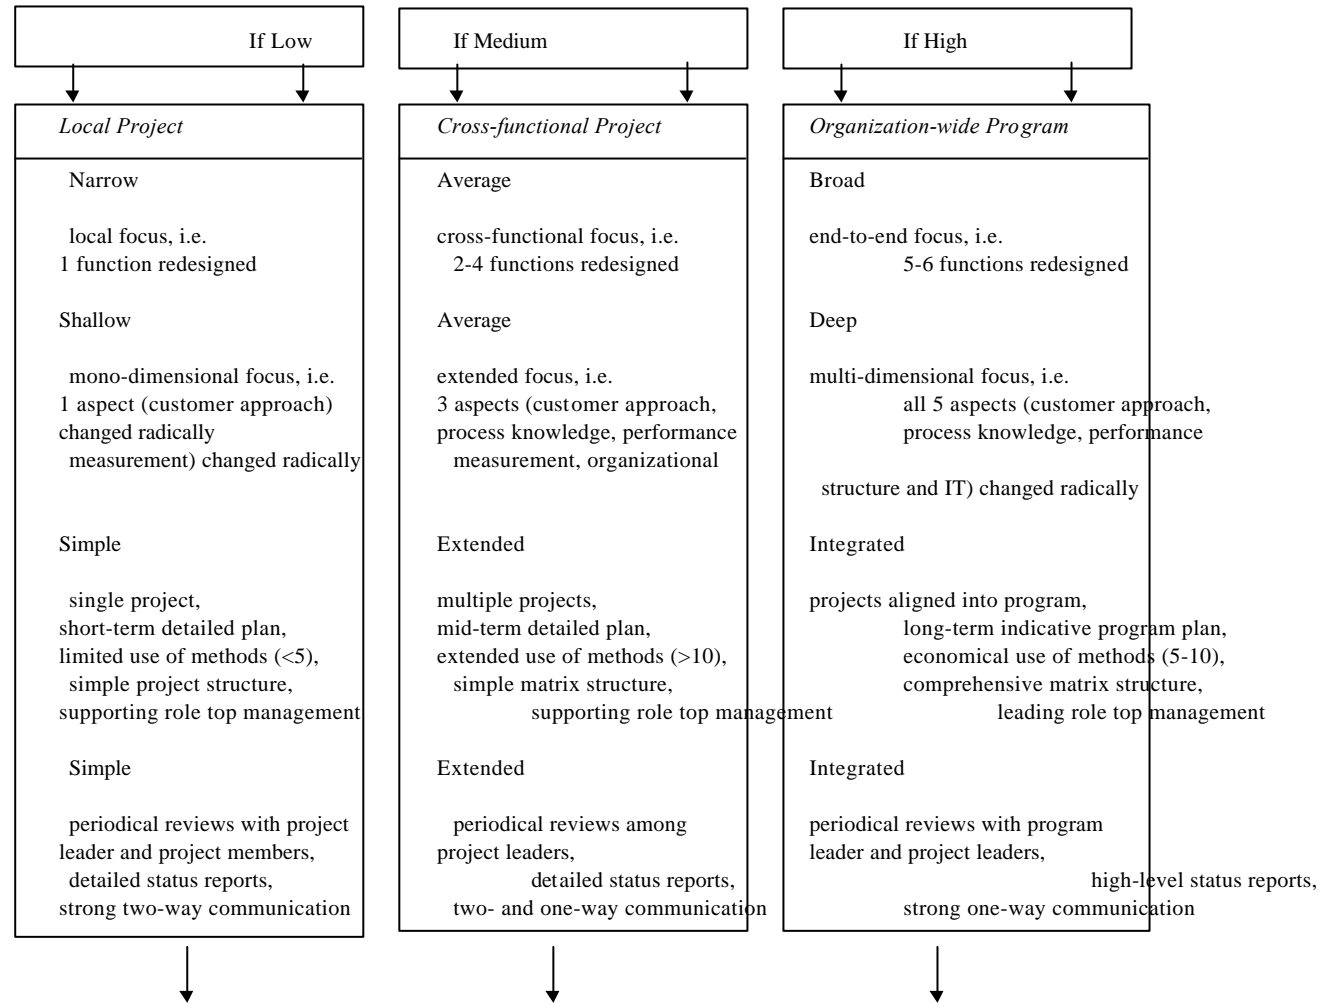 If Low
If Medium
If High
Local Project
Narrow
local focus, i.e.
1 function redesigned
Shallow
mono-dimensional focus, i.e.
1 aspect (customer approach)
changed radically
measurement) changed radically
Simple
single project,
short-term detailed plan,
limited use of methods (<5),
simple project structure,
supporting role top management
Simple
periodical reviews with project
leader and project members,
detailed status reports,
strong two-way communication
Cross-functional Project
Average
cross-functional focus, i.e.
2-4 functions redesigned
Average
extended focus, i.e.
3 aspects (customer approach,
process knowledge, performance
measurement, organizational
Extended
multiple projects,
mid-term detailed plan,
extended use of methods (>10),
simple matrix structure,
supporting role top management
Extended
periodical reviews among
project leaders,
detailed status reports,
two- and one-way communication
Organization-wide Program
Broad
end-to-end focus, i.e.
5-6 functions redesigned
Deep
multi-dimensional focus, i.e.
all 5 aspects (customer approach,
process knowledge, performance
structure and IT) changed radically
Integrated
projects aligned into program,
long-term indicative program plan,
economical use of methods (5-10),
comprehensive matrix structure,
leading role top management
Integrated
periodical reviews with program
leader and project leaders,
high-level status reports,
strong one-way communication